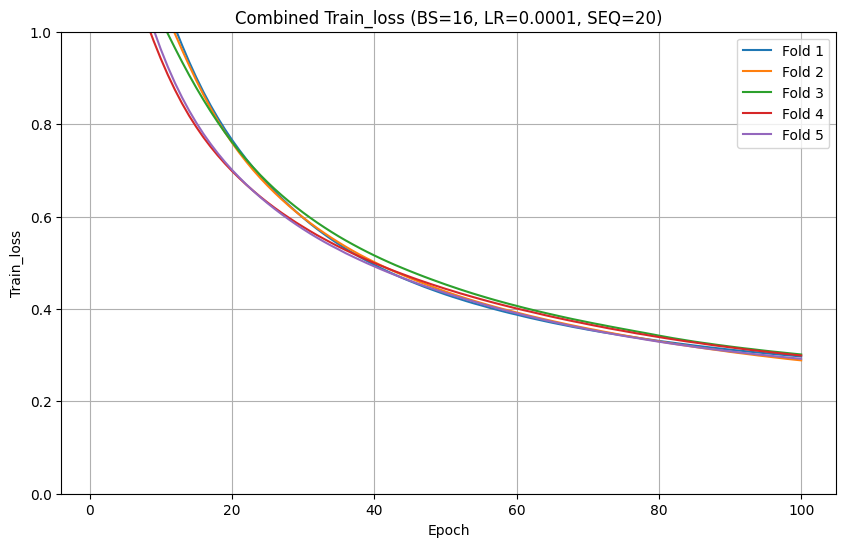 Combined Train_loss (BS=16, LR=0.0001, SEQ=20)
1.0
0.8
0.6
0.4
0.2
0.0
Train_loss
Fold 1
Fold 2
Fold 3
Fold 4
Fold 5
0 20 40 60 80 100
Epoch